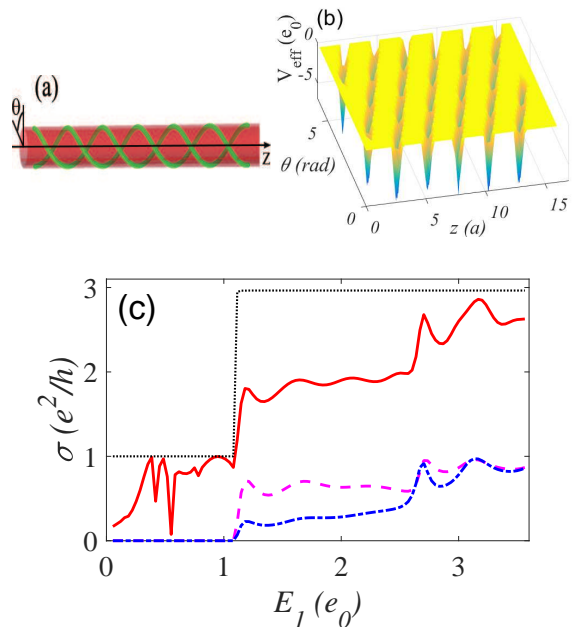 (a)
θ
z
(b)
V_eff (e_0)
0
-5
5
0
θ (rad)
0
5
10
15
z (a)
(c)
σ (e^2/h)
3
2
1
0
0
1
2
3
E_1 (e_0)